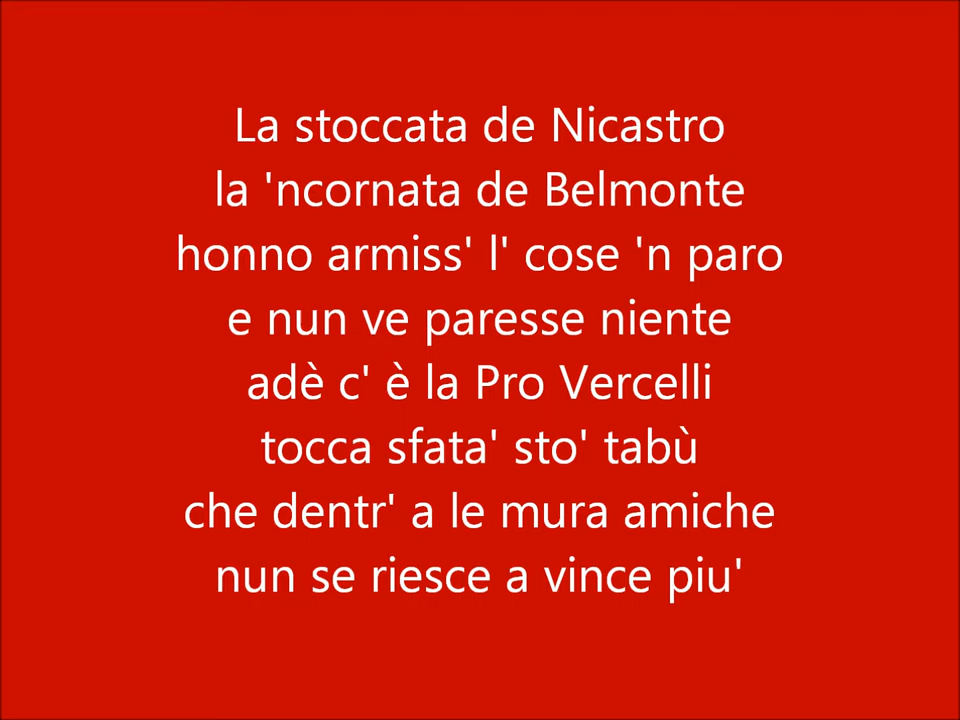 La stoccata de Nicastro
la 'ncornata de Belmonte
honno armiss' l' cose 'n paro
e nun ve paresse niente
adè c' è la Pro Vercelli
tocca sfata' sto' tabù
che dentr' a le mura amiche
nun se riesce a vince piu'